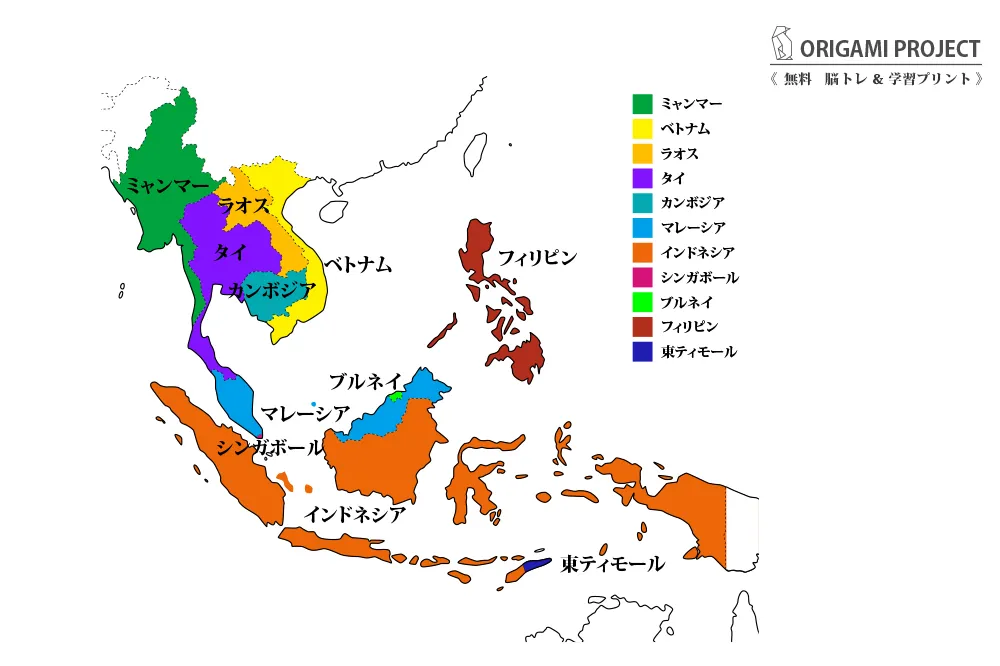 ORIGAMI PROJECT
《 無料　脳トレ & 学習プリント 》
ミャンマー
ベトナム
ラオス
タイ
カンボジア
マレーシア
インドネシア
シンガポール
ブルネイ
フィリピン
東ティモール
ミャンマー
ラオス
タイ
ベトナム
フィリピン
カンボジア
ブルネイ
マレーシア
シンガポール
インドネシア
東ティモール